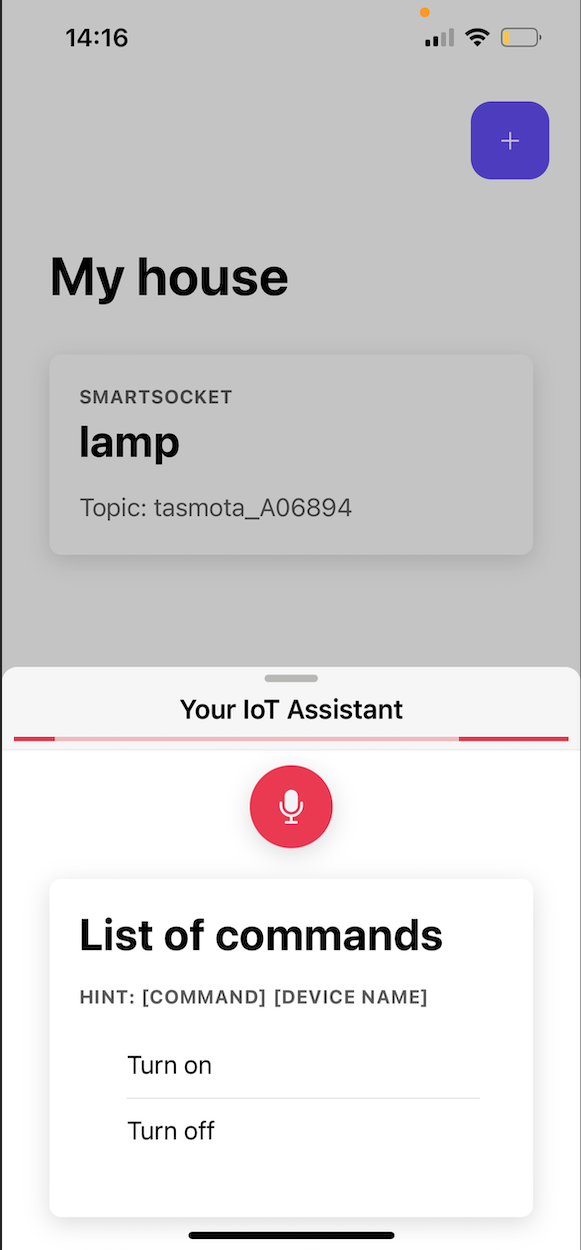 14:16
My house
SMARTSOCKET
lamp
Topic: tasmota_A06894
Your IoT Assistant
List of commands
HINT: [COMMAND] [DEVICE NAME]
Turn on
Turn off